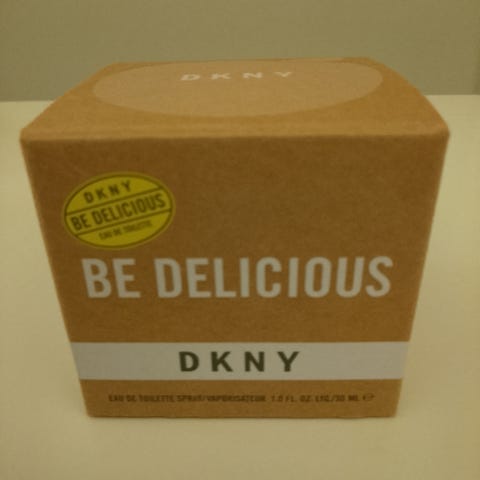 DKNY
DKNY
BE DELICIOUS
EAU DE TOILETTE
BE DELICIOUS
DKNY
EAU DE TOILETTE SPRAY/VAPORISATEUR 1.0 FL. OZ. LIQ./30 ML ℮